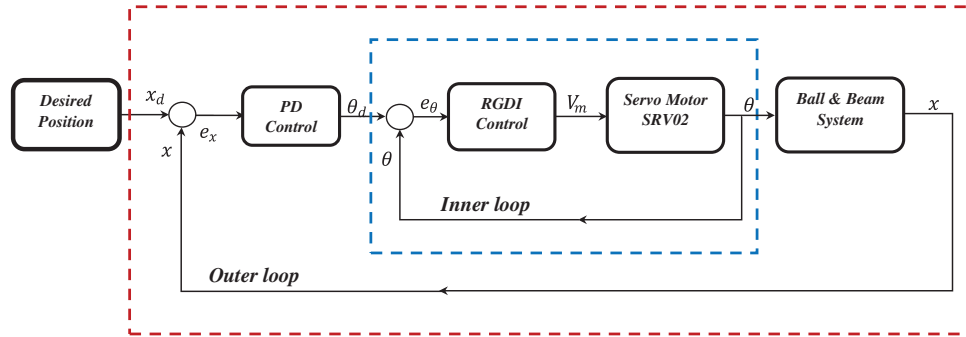 Desired
Position
x_d
e_x
x
PD
Control
θ_d
e_θ
θ
RGDI
Control
V_m
Servo Motor
SRV02
θ
Ball & Beam
System
x
Inner loop
Outer loop